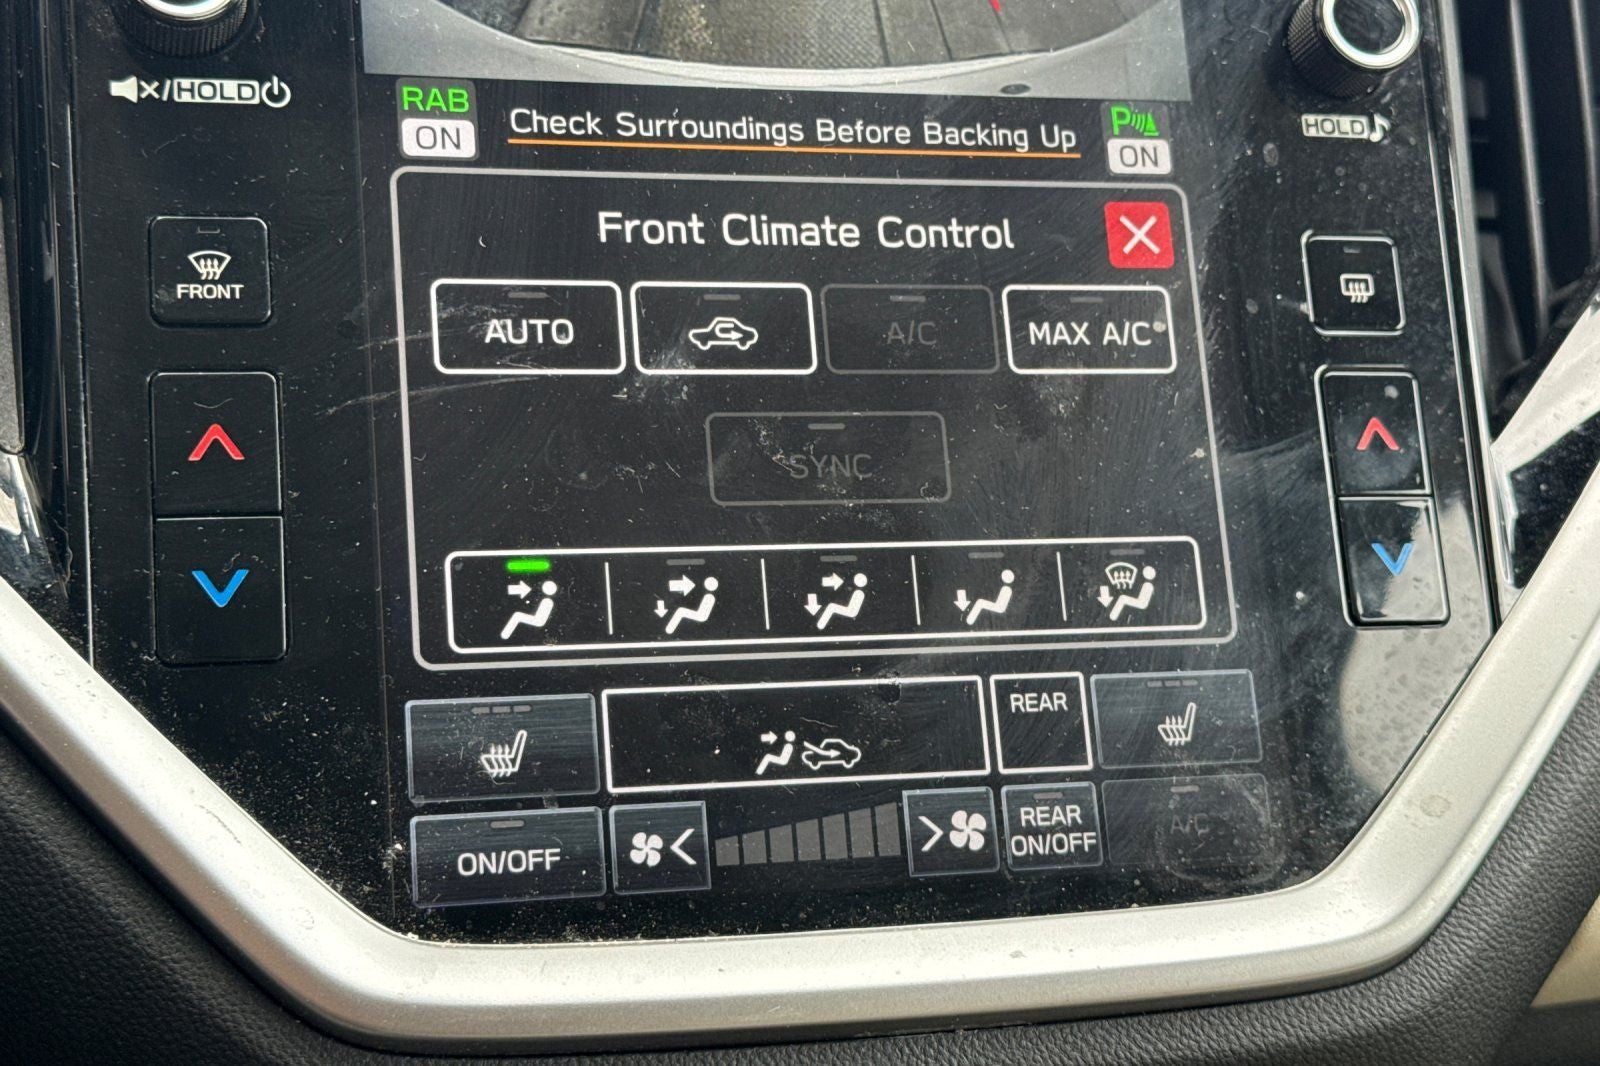 HOLD
RAB
ON
Check Surroundings Before Backing Up
P
ON
HOLD
FRONT
Front Climate Control
AUTO
A/C
MAX A/C
SYNC
REAR
ON/OFF
REAR
ON/OFF
A/C